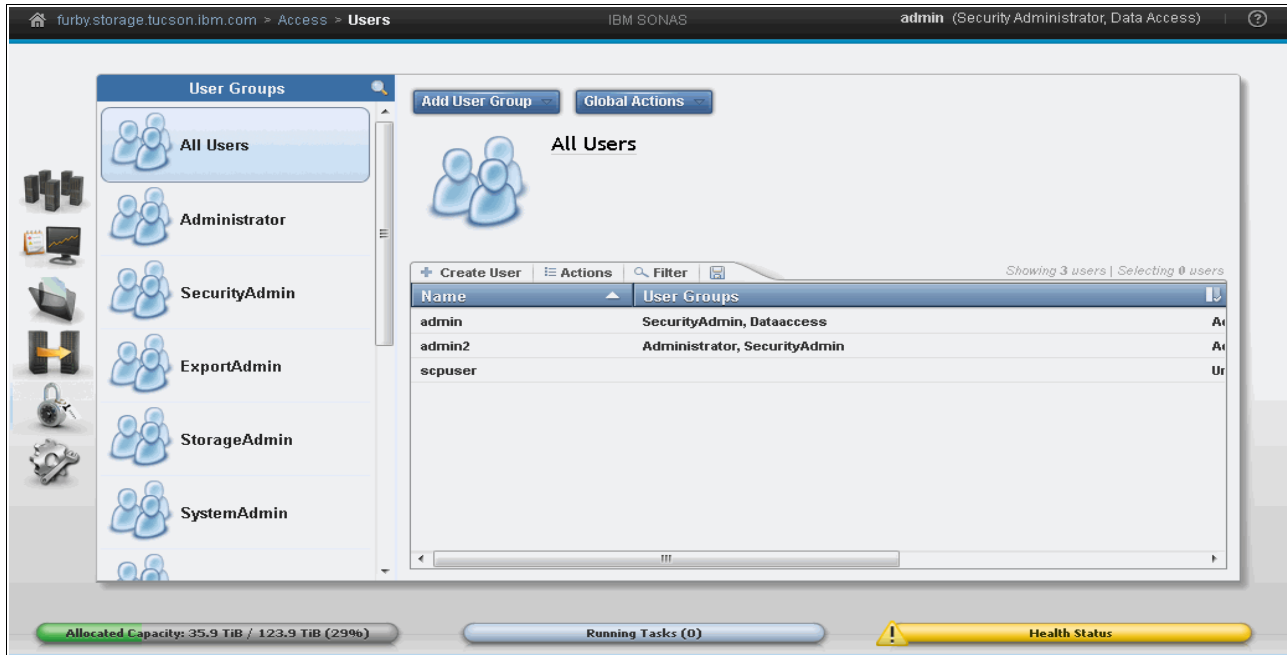 furby.storage.tucson.ibm.com > Access > Users
IBM SONAS
admin (Security Administrator, Data Access)
?
User Groups
All Users
Administrator
SecurityAdmin
ExportAdmin
StorageAdmin
SystemAdmin
Add User Group
Global Actions
All Users
Create User
Actions
Filter
Showing 3 users | Selecting 0 users
Name
User Groups
admin
SecurityAdmin, Dataaccess
admin2
Administrator, SecurityAdmin
scpuser
Allocated Capacity: 35.9 TiB / 123.9 TiB (29%)
Running Tasks (0)
Health Status